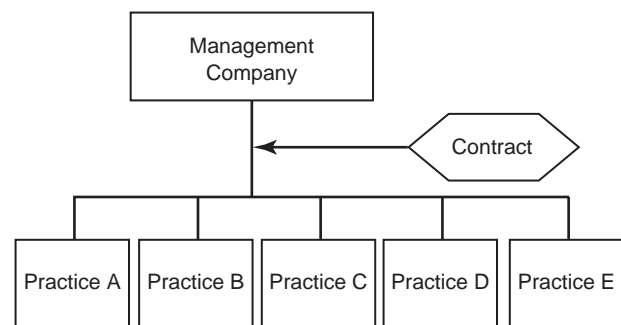 Management
Company
Contract
Practice A
Practice B
Practice C
Practice D
Practice E